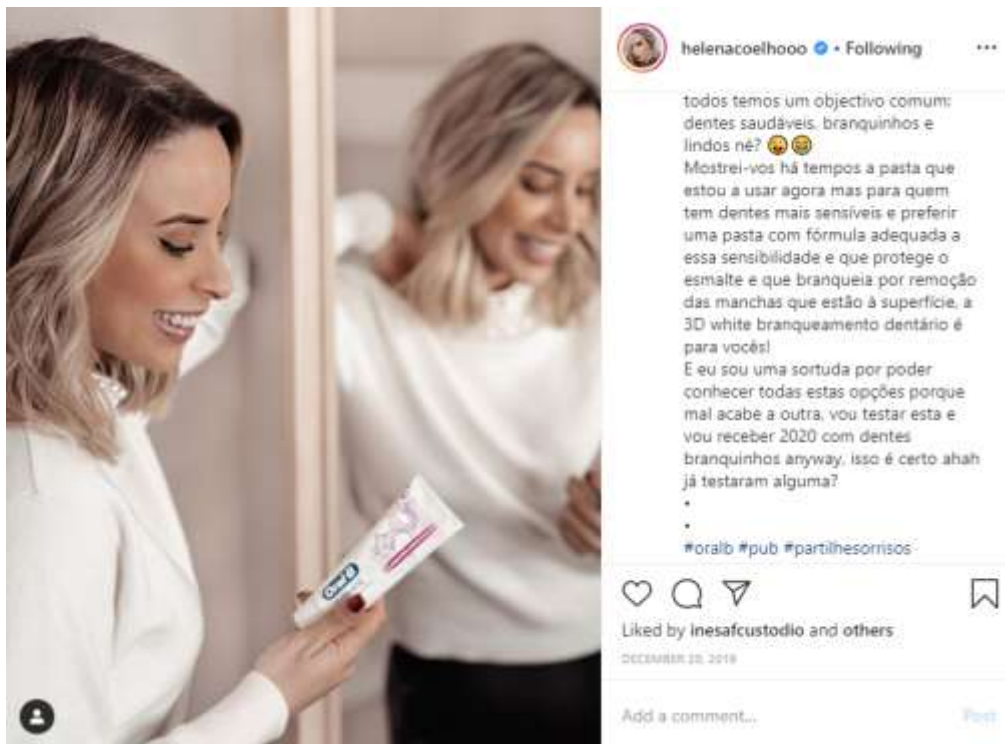 helenacoelhooo • Following
todos temos um objectivo comum:
dentes saudáveis, branquinhos e
lindos né? 😛😂
Mostrei-vos há tempos a pasta que
estou a usar agora mas para quem
tem dentes mais sensíveis e preferir
uma pasta com fórmula adequada a
essa sensibilidade e que protege o
esmalte e que branqueia por remoção
das manchas que estão à superfície, a
3D white branqueamento dentário é
para vocês!
E eu sou uma sortuda por poder
conhecer todas estas opções porque
mal acabe a outra, vou testar esta e
vou receber 2020 com dentes
branquinhos anyway, isso é certo ahah
já testaram alguma?
•
•
#oralb #pub #partilhesorrisos
Liked by inesafcustodio and others
DECEMBER 20, 2019
Add a comment...
Post
Oral-B